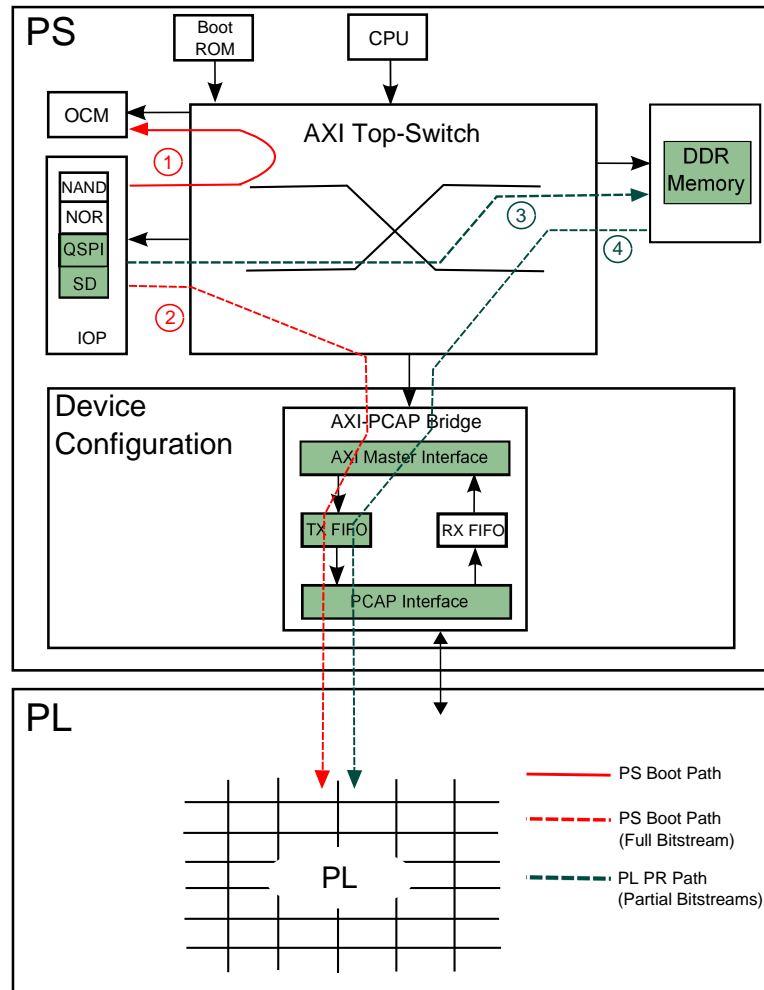 PS
Boot
ROM
CPU
OCM
AXI Top-Switch
DDR
Memory
1
NAND
NOR
QSPI
SD
IOP
3
4
2
Device
Configuration
AXI-PCAP Bridge
AXI Master Interface
TX FIFO
RX FIFO
PCAP Interface
PL
PL
PS Boot Path
PS Boot Path
(Full Bitstream)
PL PR Path
(Partial Bitstreams)